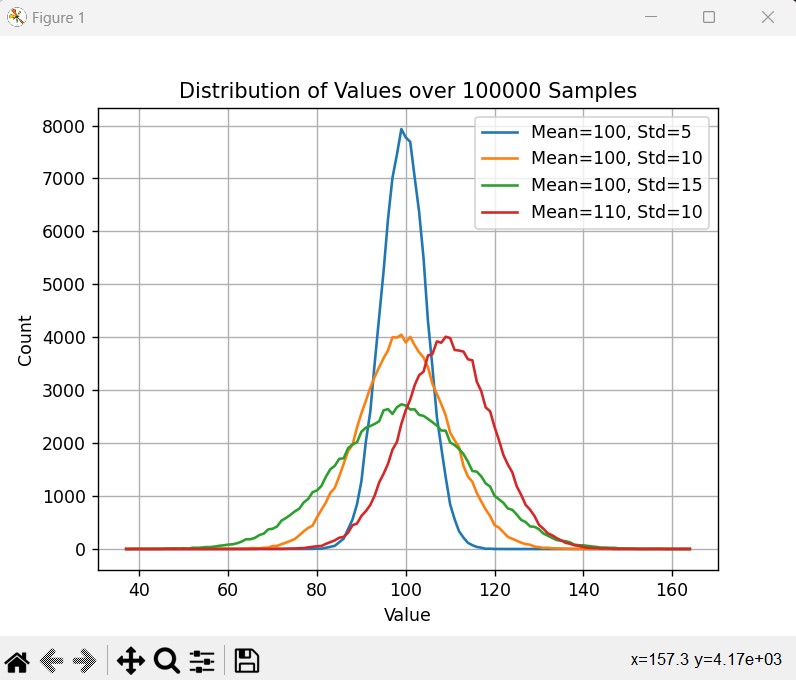 Figure 1
Distribution of Values over 100000 Samples
Mean=100, Std=5
Mean=100, Std=10
Mean=100, Std=15
Mean=110, Std=10
8000
7000
6000
5000
4000
3000
2000
1000
0
Count
40 60 80 100 120 140 160
Value
x=157.3 y=4.17e+03